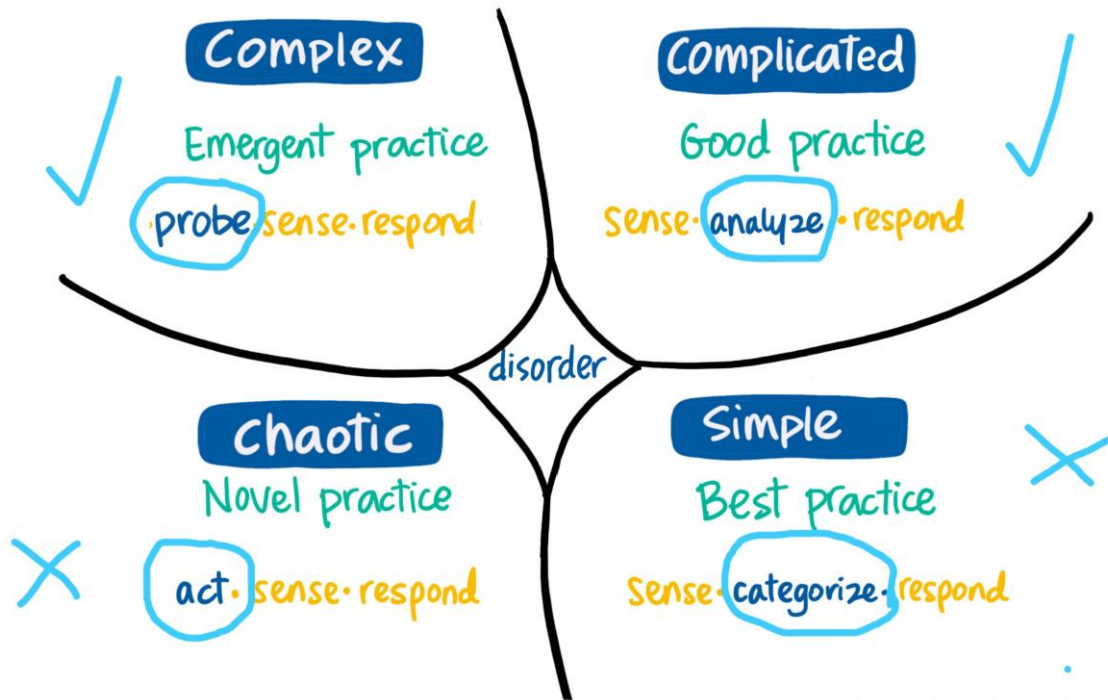 Complex
Emergent practice
·probe·sense·respond·
Complicated
Good practice
sense·analyze·respond
disorder
Chaotic
Novel practice
act·sense·respond
Simple
Best practice
sense·categorize·respond